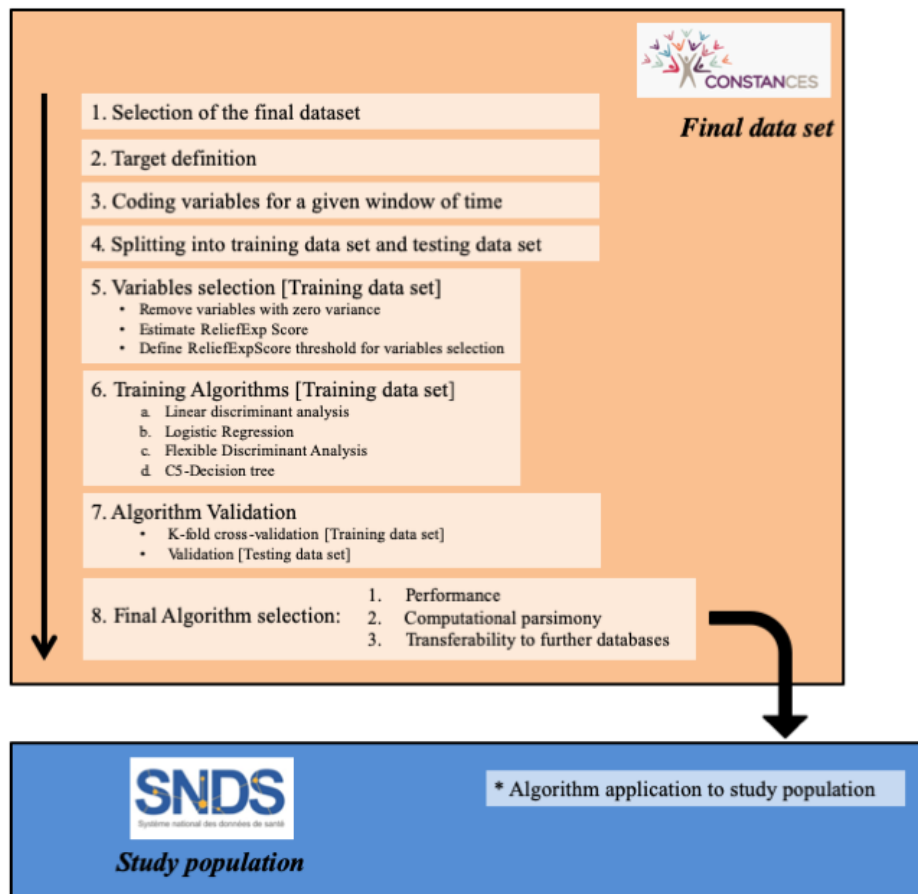 CONSTANCES
Final data set
1. Selection of the final dataset
2. Target definition
3. Coding variables for a given window of time
4. Splitting into training data set and testing data set
5. Variables selection [Training data set]
• Remove variables with zero variance
• Estimate ReliefExp Score
• Define ReliefExpScore threshold for variables selection
6. Training Algorithms [Training data set]
a. Linear discriminant analysis
b. Logistic Regression
c. Flexible Discriminant Analysis
d. C5-Decision tree
7. Algorithm Validation
• K-fold cross-validation [Training data set]
• Validation [Testing data set]
8. Final Algorithm selection:
1. Performance
2. Computational parsimony
3. Transferability to further databases
SNDS
Système national des données de santé
Study population
* Algorithm application to study population